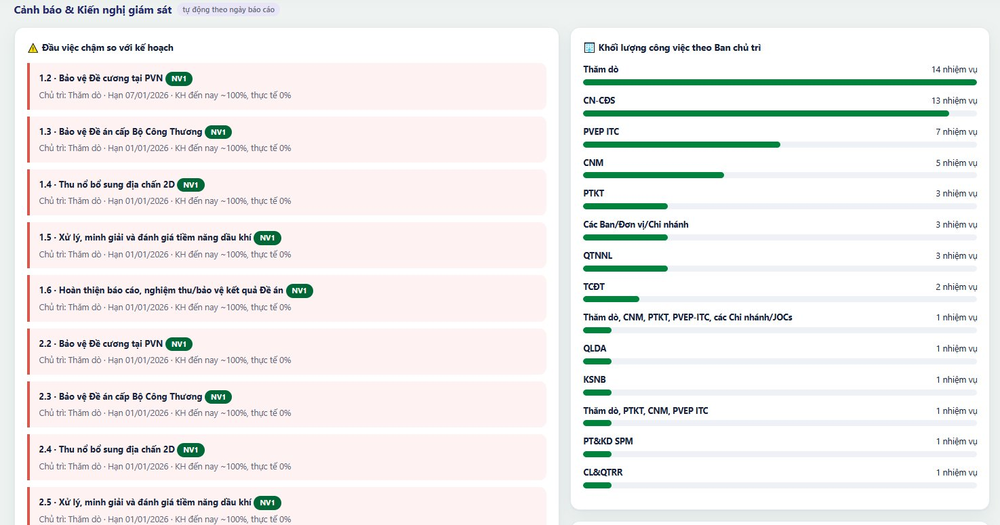 Cảnh báo & Kiến nghị giám sát tự động theo ngày báo cáo
Đầu việc chậm so với kế hoạch
1.2 · Bảo vệ Đề cương tại PVN NV1
Chủ trì: Thăm dò · Hạn 07/01/2026 · KH đến nay ~100%, thực tế 0%
1.3 · Bảo vệ Đề án cấp Bộ Công Thương NV1
Chủ trì: Thăm dò · Hạn 01/01/2026 · KH đến nay ~100%, thực tế 0%
1.4 · Thu nổ bổ sung địa chấn 2D NV1
Chủ trì: Thăm dò · Hạn 01/01/2026 · KH đến nay ~100%, thực tế 0%
1.5 · Xử lý, minh giải và đánh giá tiềm năng dầu khí NV1
Chủ trì: Thăm dò · Hạn 01/01/2026 · KH đến nay ~100%, thực tế 0%
1.6 · Hoàn thiện báo cáo, nghiệm thu/bảo vệ kết quả Đề án NV1
Chủ trì: Thăm dò · Hạn 01/01/2026 · KH đến nay ~100%, thực tế 0%
2.2 · Bảo vệ Đề cương tại PVN NV1
Chủ trì: Thăm dò · Hạn 01/01/2026 · KH đến nay ~100%, thực tế 0%
2.3 · Bảo vệ Đề án cấp Bộ Công Thương NV1
Chủ trì: Thăm dò · Hạn 01/01/2026 · KH đến nay ~100%, thực tế 0%
2.4 · Thu nổ bổ sung địa chấn 2D NV1
Chủ trì: Thăm dò · Hạn 01/01/2026 · KH đến nay ~100%, thực tế 0%
2.5 · Xử lý, minh giải và đánh giá tiềm năng dầu khí NV1
Chủ trì: Thăm dò · Hạn 01/01/2026 · KH đến nay ~100%, thực tế 0%
Khối lượng công việc theo Ban chủ trì
Thăm dò 14 nhiệm vụ
CN-CĐS 13 nhiệm vụ
PVEP ITC 7 nhiệm vụ
CNM 5 nhiệm vụ
PTKT 3 nhiệm vụ
Các Ban/Đơn vị/Chi nhánh 3 nhiệm vụ
QTNNL 3 nhiệm vụ
TCĐT 2 nhiệm vụ
Thăm dò, CNM, PTKT, PVEP-ITC, các Chi nhánh/JOCs 1 nhiệm vụ
QLDA 1 nhiệm vụ
KSNB 1 nhiệm vụ
Thăm dò, PTKT, CNM, PVEP ITC 1 nhiệm vụ
PT&KD SPM 1 nhiệm vụ
CL&QTRR 1 nhiệm vụ